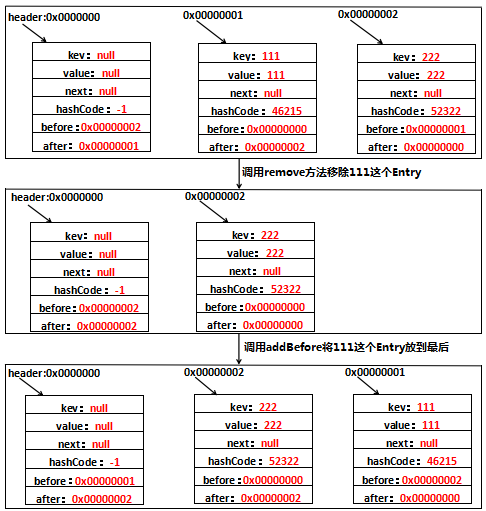 header:0x0000000
0x00000001
0x00000002
key：null
value：null
next：null
hashCode：-1
before:0x00000002
after：0x00000001
key：111
value：111
next：null
hashCode：46215
before：0x00000000
after：0x00000002
key：222
value：222
next：null
hashCode：52322
before：0x00000001
after：0x00000000
调用remove方法移除111这个Entry
header:0x0000000
0x00000002
key：null
value：null
next：null
hashCode：-1
before：0x00000002
after：0x00000002
key：222
value：222
next：null
hashCode：52322
before：0x00000000
after：0x00000000
调用addBefore将111这个Entry放到最后
header:0x0000000
0x00000002
0x00000001
key：null
value：null
next：null
hashCode：-1
before：0x00000001
after：0x00000002
key：222
value：222
next：null
hashCode：52322
before：0x00000000
after：0x00000002
key：111
value：111
next：null
hashCode：46215
before：0x00000002
after：0x00000000